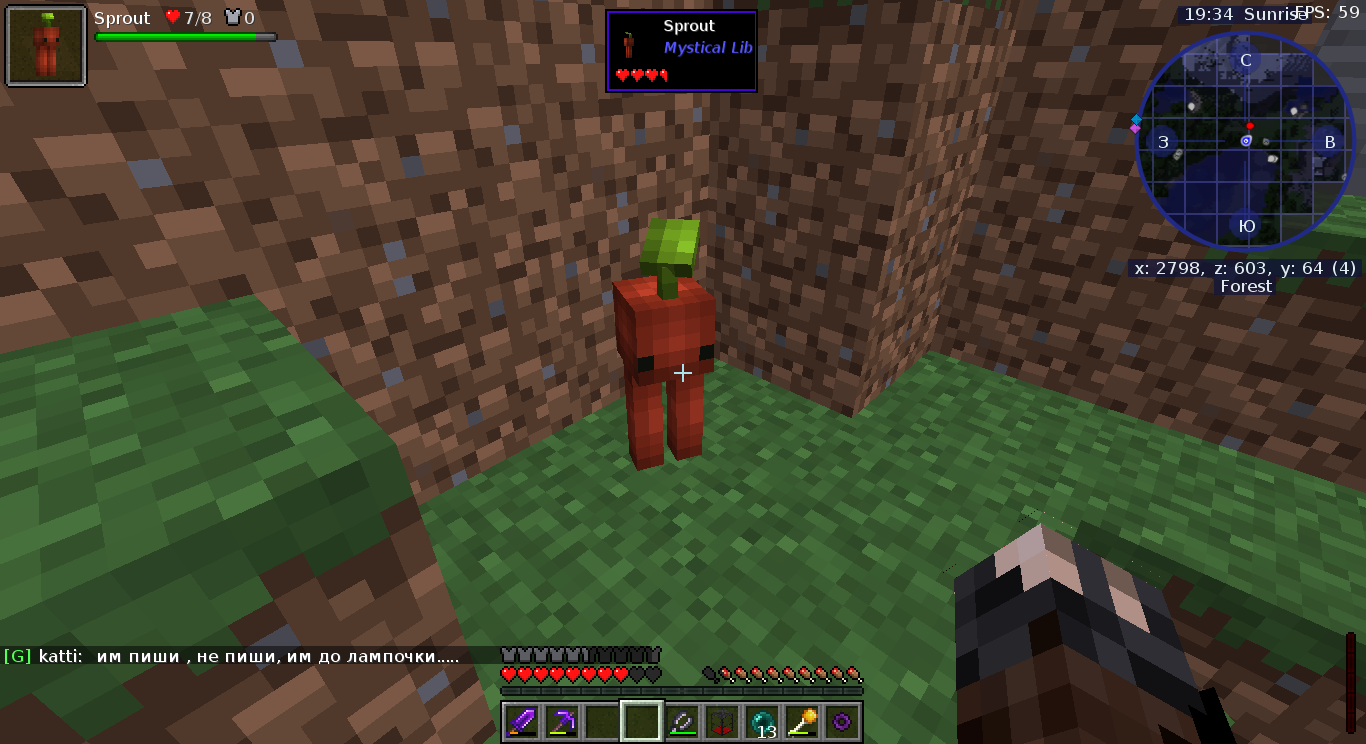 Sprout 7/8 0
Sprout
Mystical Lib
19:34 Sunrise
FPS: 59
С
З
В
Ю
x: 2798, z: 603, y: 64 (4)
Forest
[G] katti: им пиши , не пиши, им до лампочки.....
13